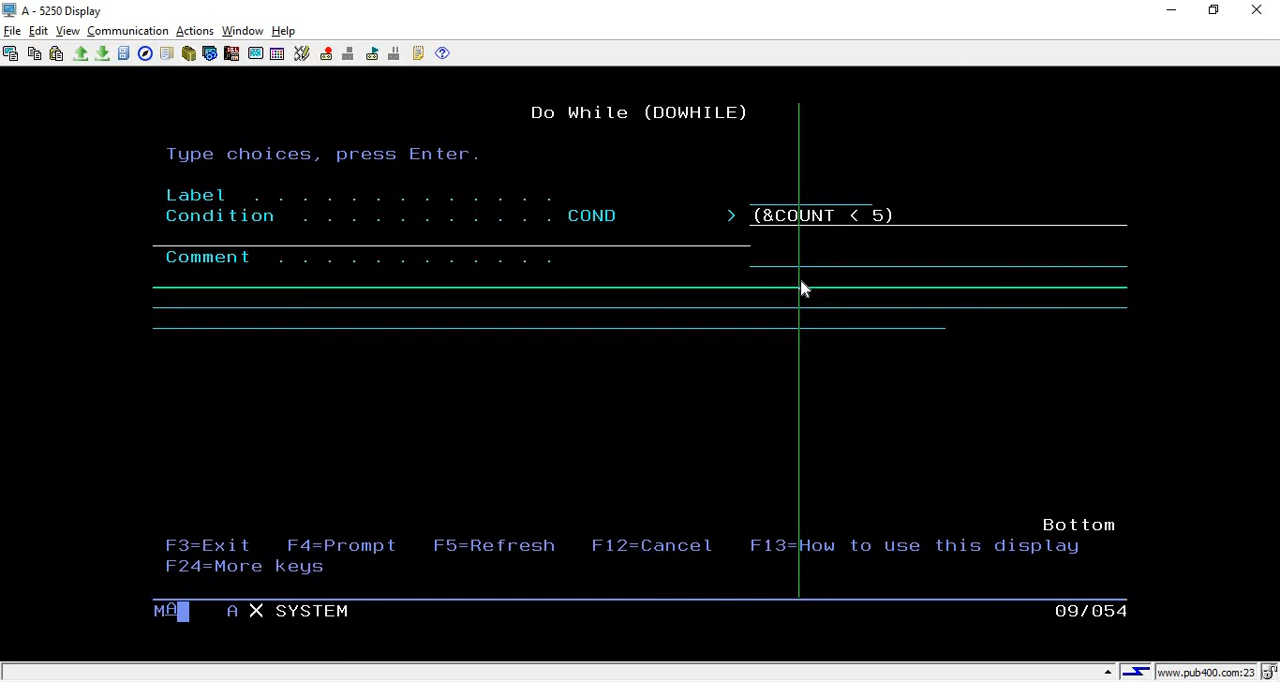 A - 5250 Display
File Edit View Communication Actions Window Help
Do While (DOWHILE)
Type choices, press Enter.
Label . . . . . . . . . . . . .
Condition . . . . . . . . . . . COND > (&COUNT < 5)
Comment . . . . . . . . . . . .
Bottom
F3=Exit F4=Prompt F5=Refresh F12=Cancel F13=How to use this display
F24=More keys
MA A X SYSTEM 09/054
www.pub400.com:23